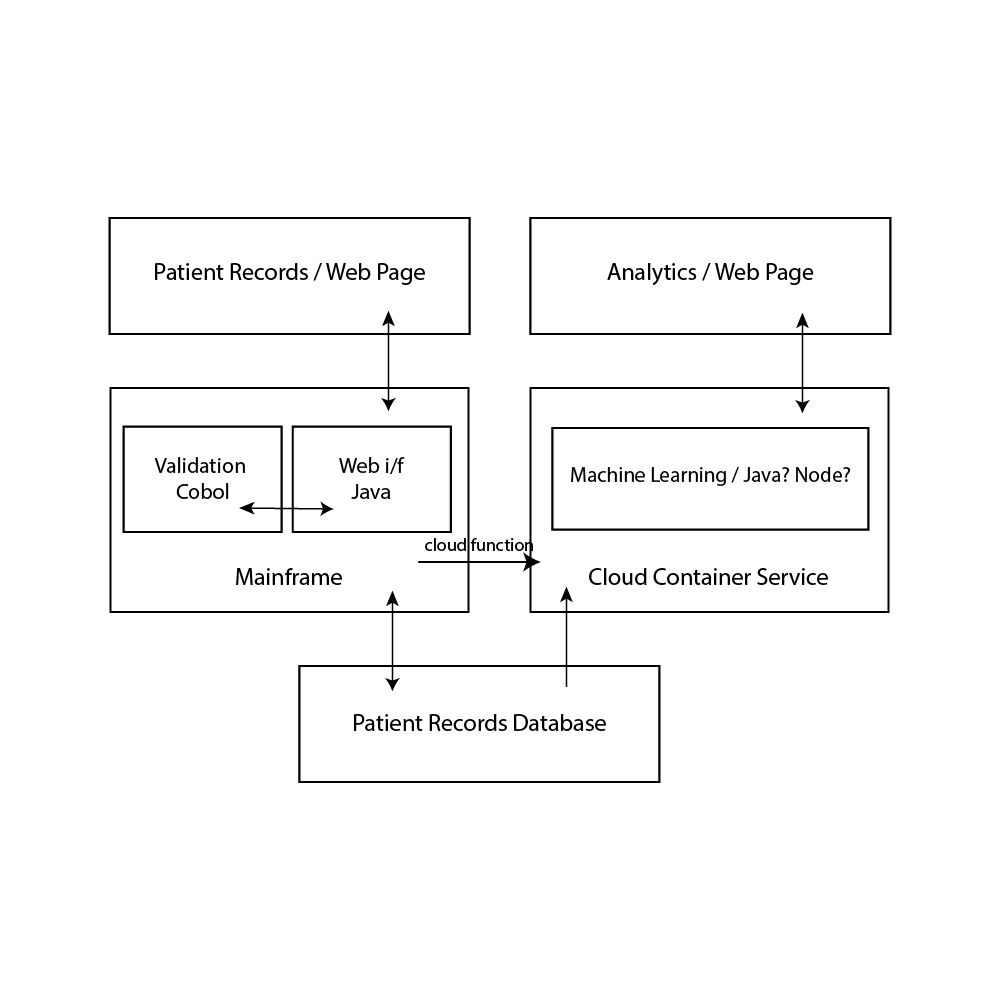 Patient Records / Web Page
Analytics / Web Page
Validation
Cobol
Web i/f
Java
Machine Learning / Java? Node?
cloud function
Mainframe
Cloud Container Service
Patient Records Database